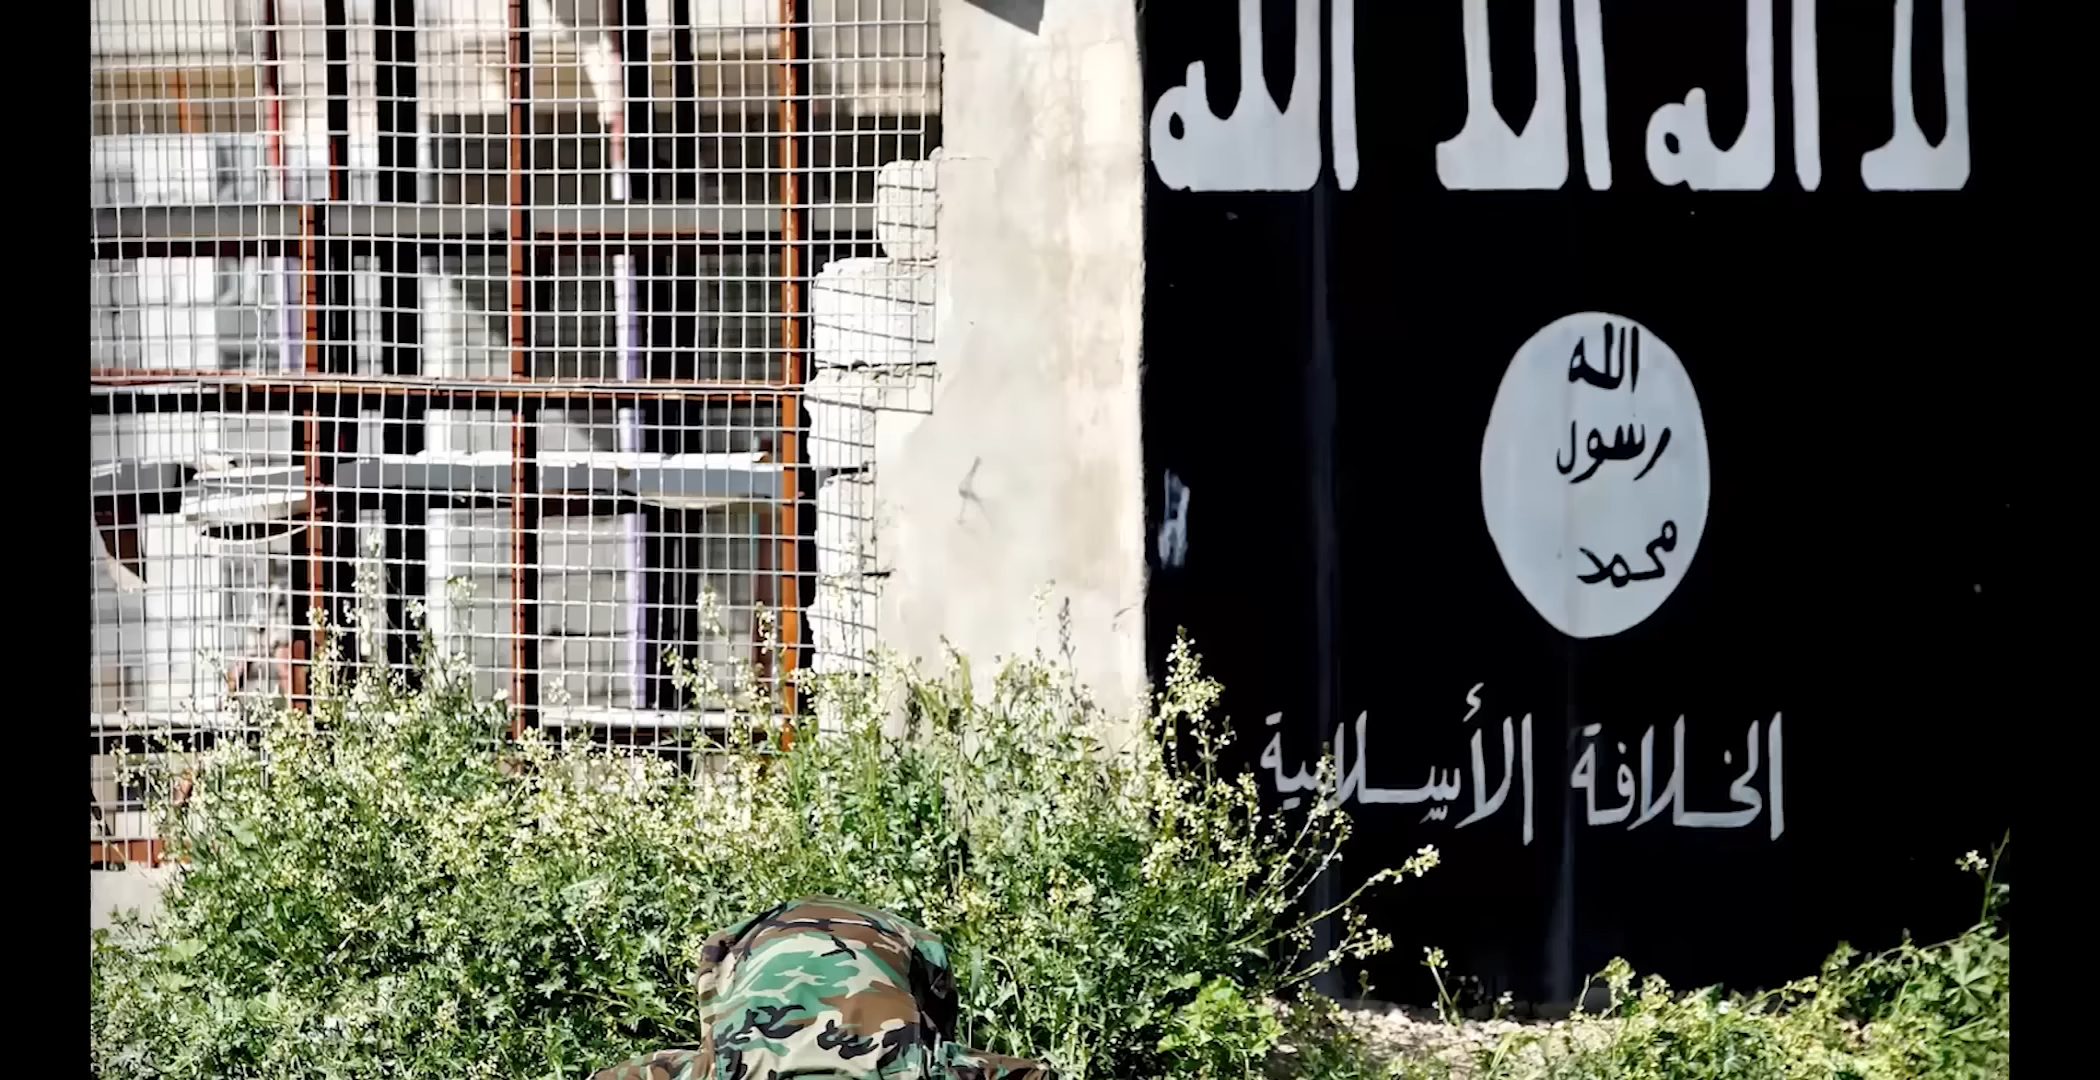 لا اله الا الله
الله
رسول
محمد
الخلافة الأسلامية